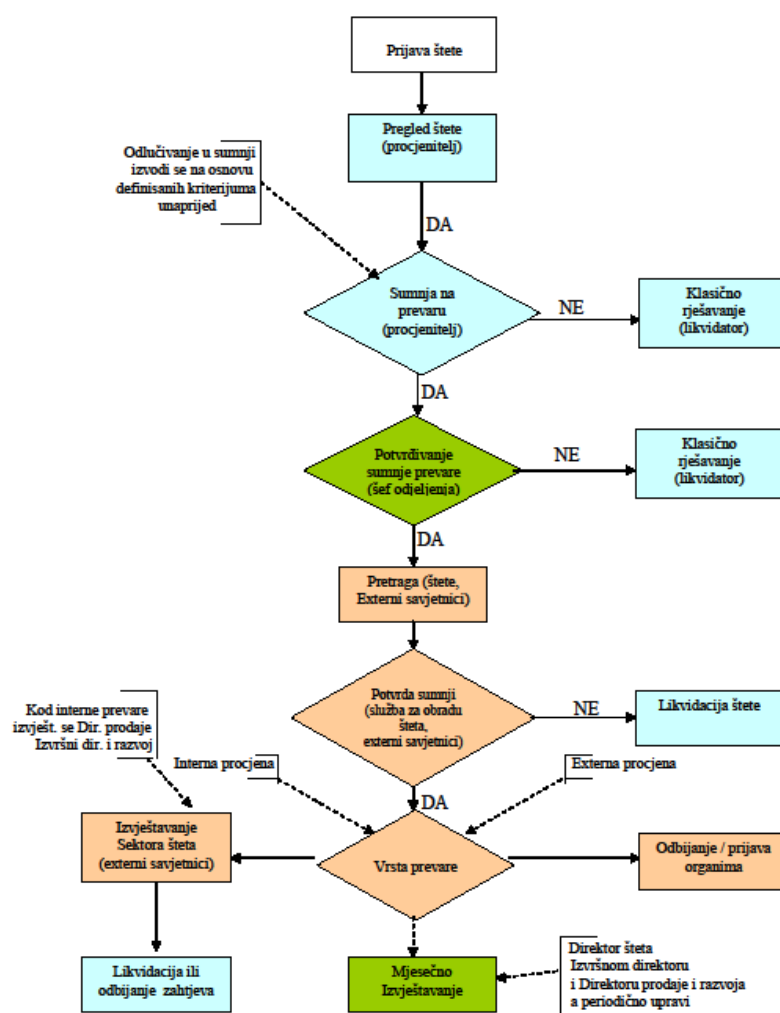 Prijava štete
Pregled štete
(procjenitelj)
Odlučivanje u sumnji
izvodi se na osnovu
definisanih kriterijuma
unaprijed
DA
Sumnja na
prevaru
(procjenitelj)
NE
Klasično
rješavanje
(likvidator)
DA
Potvrđivanje
sumnje prevare
(šef odjeljenja)
NE
Klasično
rješavanje
(likvidator)
DA
Pretraga (štete,
Externi savjetnici)
Potvrda sumnji
(služba za obradu
šteta,
externi savjetnici)
NE
Likvidacija štete
Kod interne prevare
izvješt. se Dir. prodaje
Izvršni dir. i razvoj
Interna procjena
Externa procjena
DA
Izvještavanje
Sektora šteta
(externi savjetnici)
Vrsta prevare
Odbijanje / prijava
organima
Likvidacija ili
odbijanje zahtjeva
Mjesečno
Izvještavanje
Direktor šteta
Izvršnom direktoru
i Direktoru prodaje i razvoja
a periodično upravi